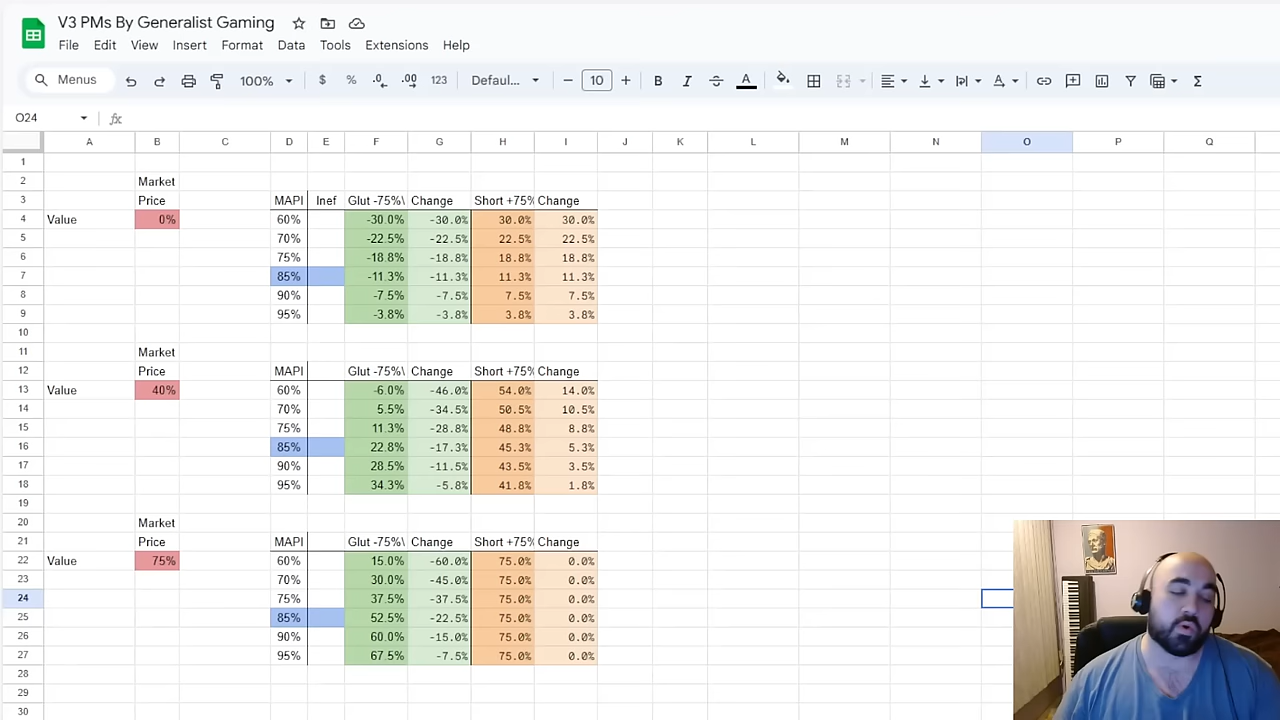 V3 PMs By Generalist Gaming
File Edit View Insert Format Data Tools Extensions Help
Menus 100% $ % .0 .00 123 Defaul... 10 B I A Σ
O24 fx
A B C D E F G H I J K L M N O P Q
1
2 Market
3 Price MAPI Inef Glut -75%\ Change Short +75% Change
4 Value 0% 60% -30.0% -30.0% 30.0% 30.0%
5 70% -22.5% -22.5% 22.5% 22.5%
6 75% -18.8% -18.8% 18.8% 18.8%
7 85% -11.3% -11.3% 11.3% 11.3%
8 90% -7.5% -7.5% 7.5% 7.5%
9 95% -3.8% -3.8% 3.8% 3.8%
10
11 Market
12 Price MAPI Glut -75%\ Change Short +75% Change
13 Value 40% 60% -6.0% -46.0% 54.0% 14.0%
14 70% 5.5% -34.5% 50.5% 10.5%
15 75% 11.3% -28.8% 48.8% 8.8%
16 85% 22.8% -17.3% 45.3% 5.3%
17 90% 28.5% -11.5% 43.5% 3.5%
18 95% 34.3% -5.8% 41.8% 1.8%
19
20 Market
21 Price MAPI Glut -75%\ Change Short +75% Change
22 Value 75% 60% 15.0% -60.0% 75.0% 0.0%
23 70% 30.0% -45.0% 75.0% 0.0%
24 75% 37.5% -37.5% 75.0% 0.0%
25 85% 52.5% -22.5% 75.0% 0.0%
26 90% 60.0% -15.0% 75.0% 0.0%
27 95% 67.5% -7.5% 75.0% 0.0%
28
29
30